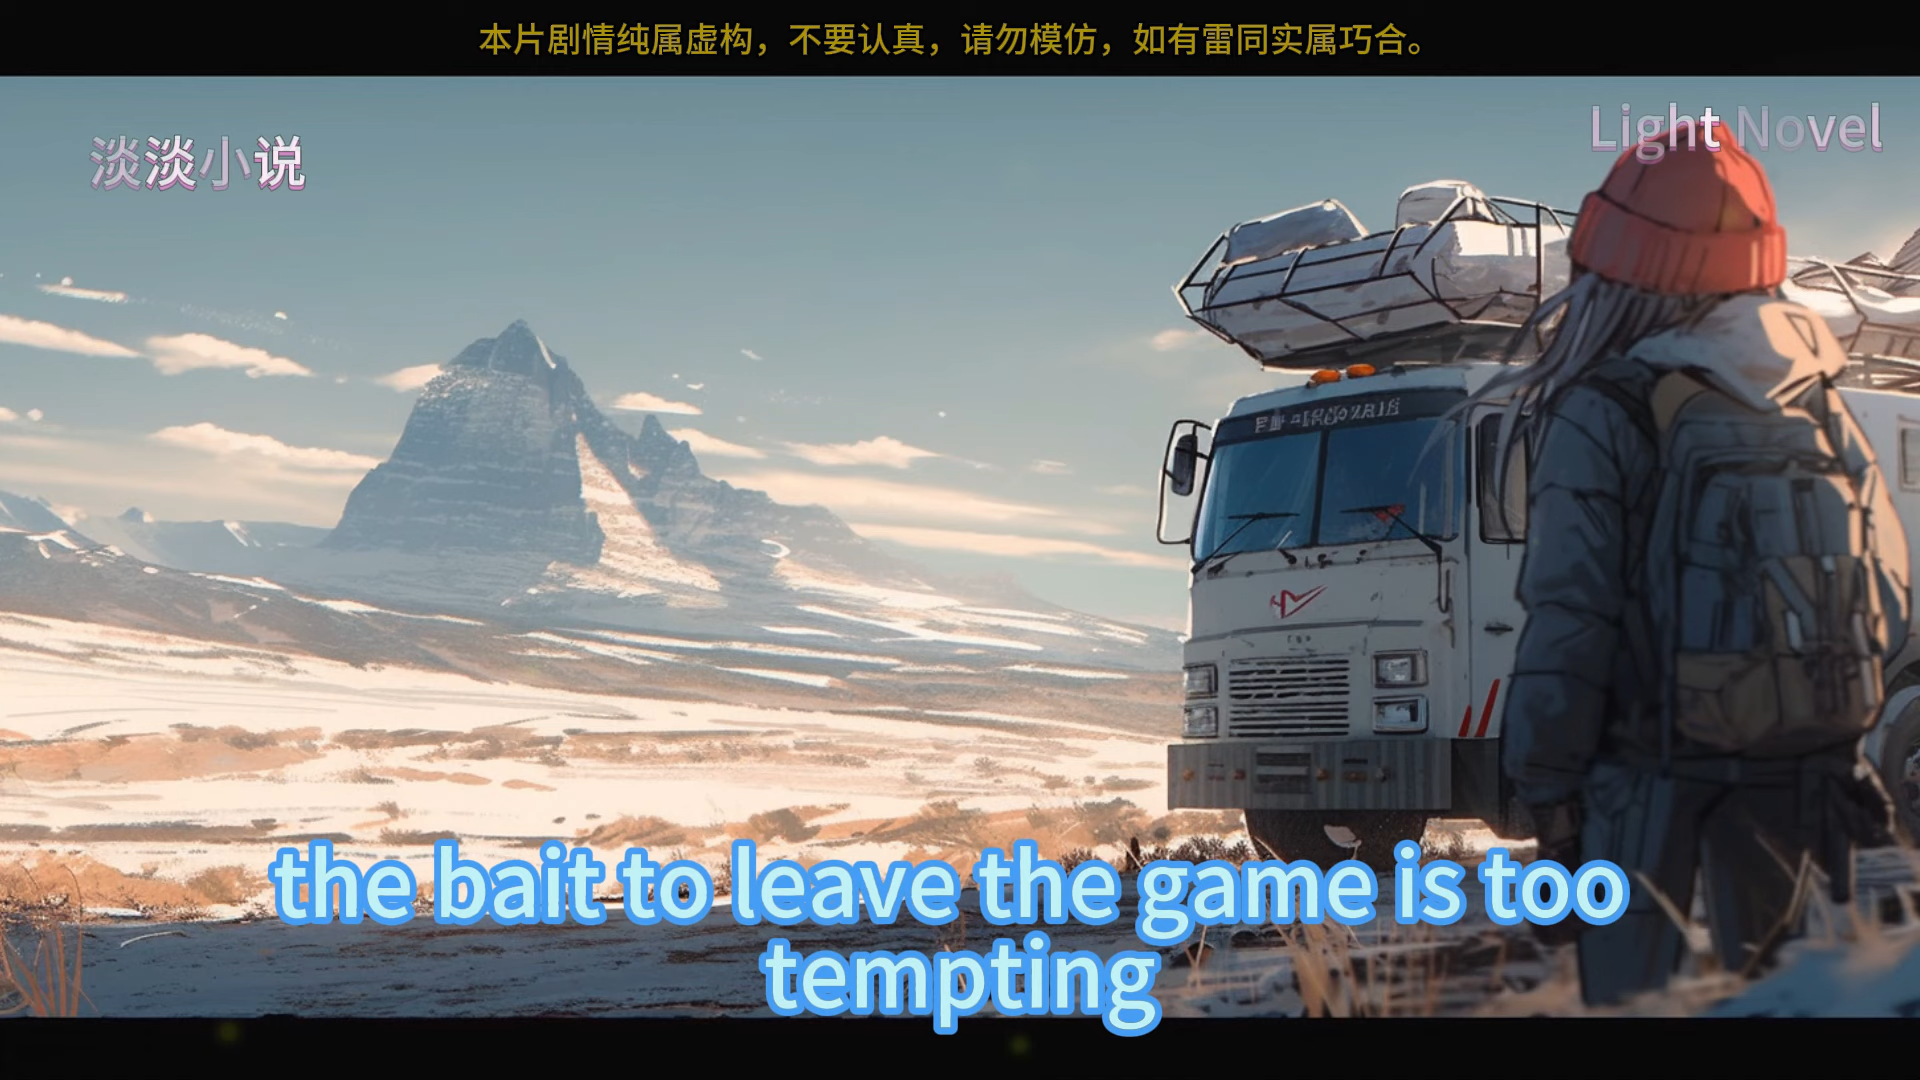 本片剧情纯属虚构，不要认真，请勿模仿，如有雷同实属巧合。
淡淡小说
Light Novel
the bait to leave the game is too
tempting